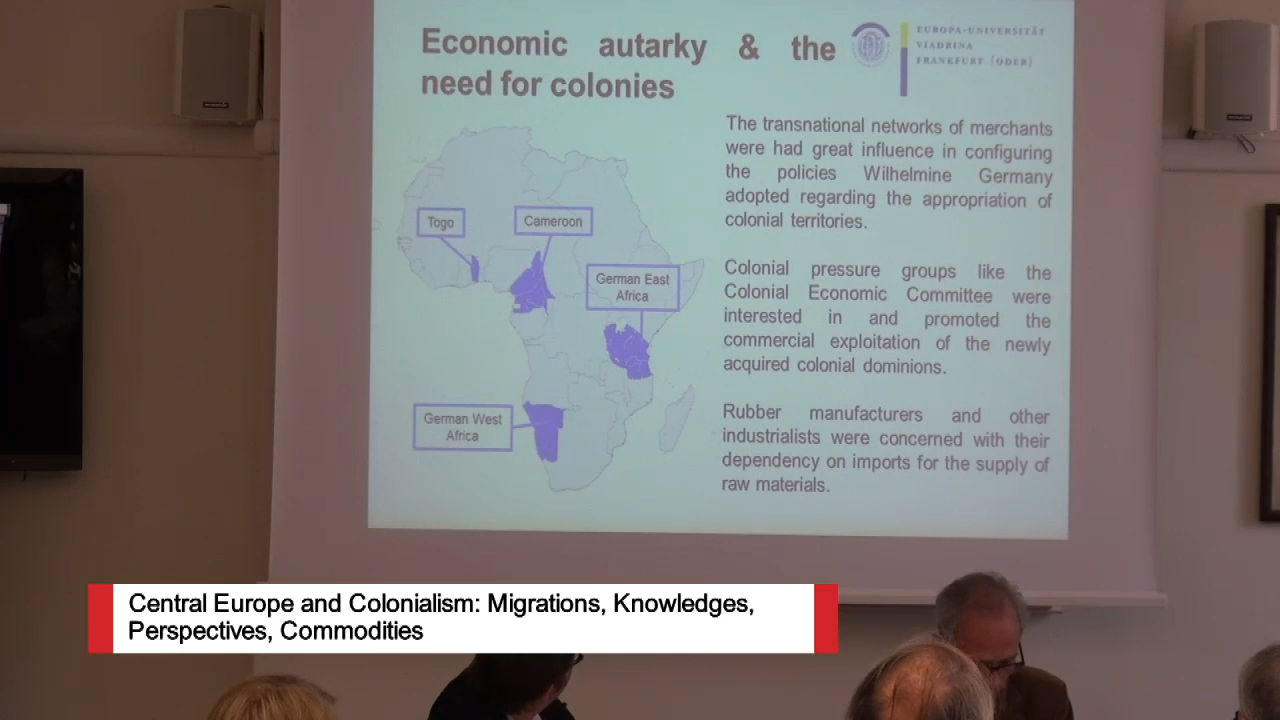 Economic autarky & the
need for colonies
EUROPA-UNIVERSITÄT
VIADRINA
FRANKFURT (ODER)
The transnational networks of merchants
were had great influence in configuring
the policies Wilhelmine Germany
adopted regarding the appropriation of
colonial territories.
Togo
Cameroon
German East
Africa
German West
Africa
Colonial pressure groups like the
Colonial Economic Committee were
interested in and promoted the
commercial exploitation of the newly
acquired colonial dominions.
Rubber manufacturers and other
industrialists were concerned with their
dependency on imports for the supply of
raw materials.
Central Europe and Colonialism: Migrations, Knowledges,
Perspectives, Commodities